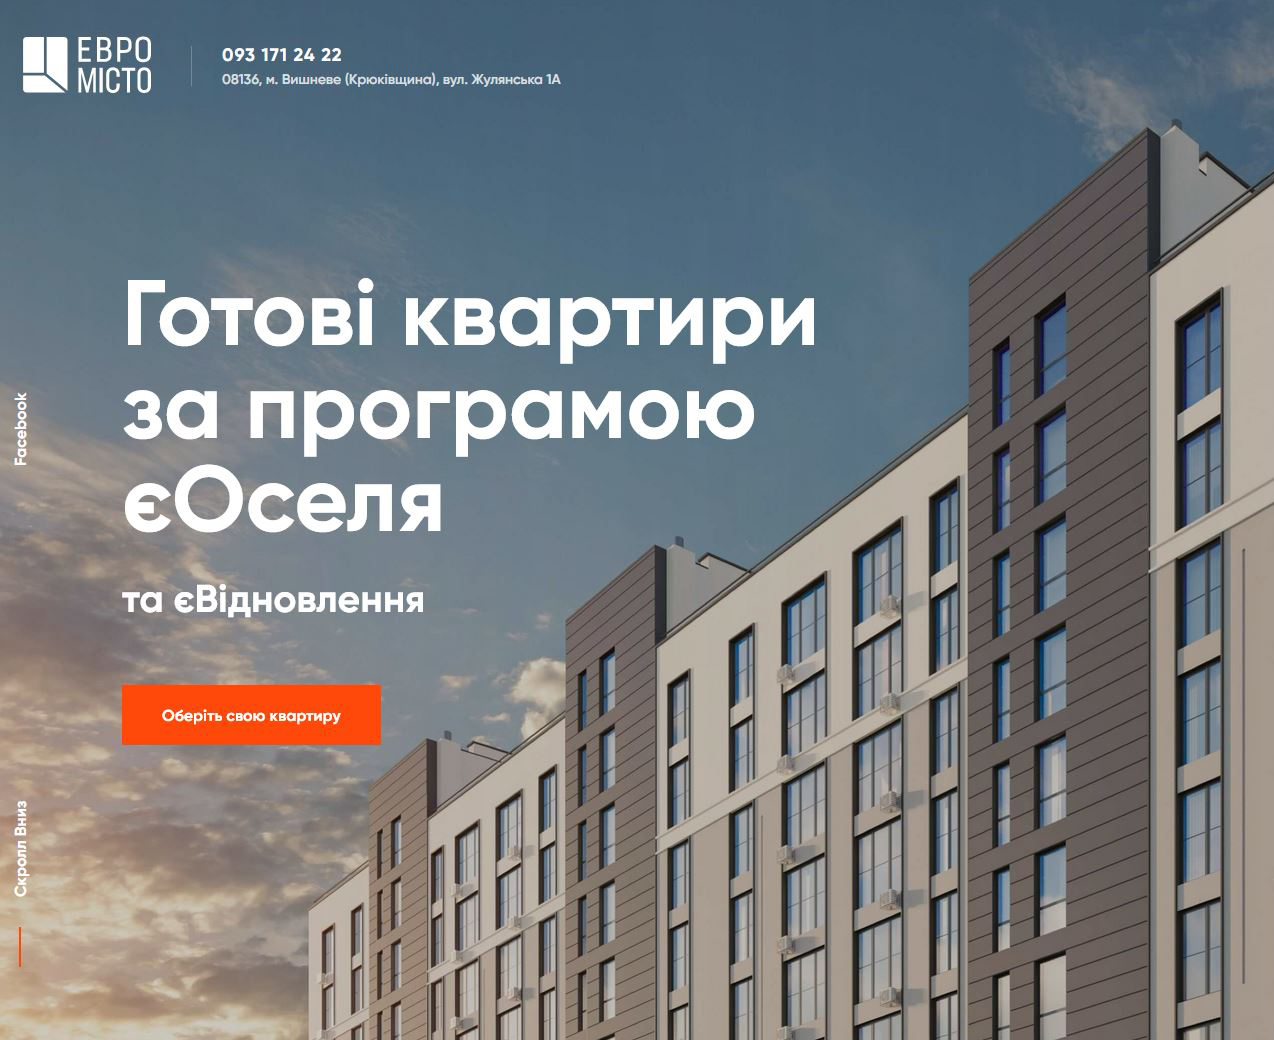 ЕВРО
МІСТО
093 171 24 22
08136, м. Вишневе (Крюківщина), вул. Жулянська 1А
Готові квартири
за програмою
єОселя
та єВідновлення
Оберіть свою квартиру
Facebook
Скролл Вниз